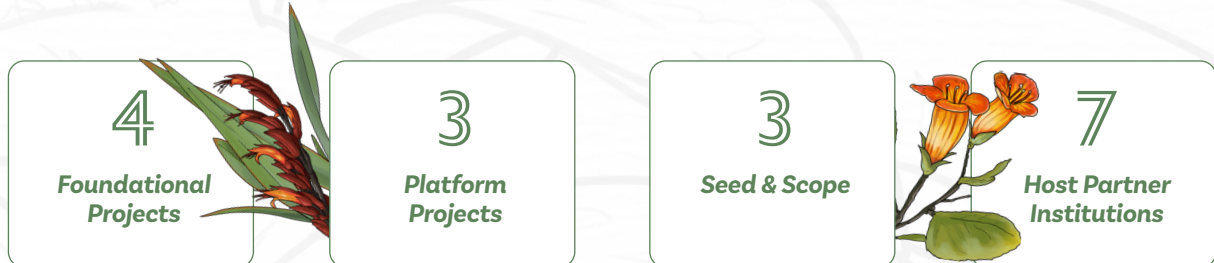 4
Foundational
Projects
3
Platform
Projects
3
Seed & Scope
7
Host Partner
Institutions